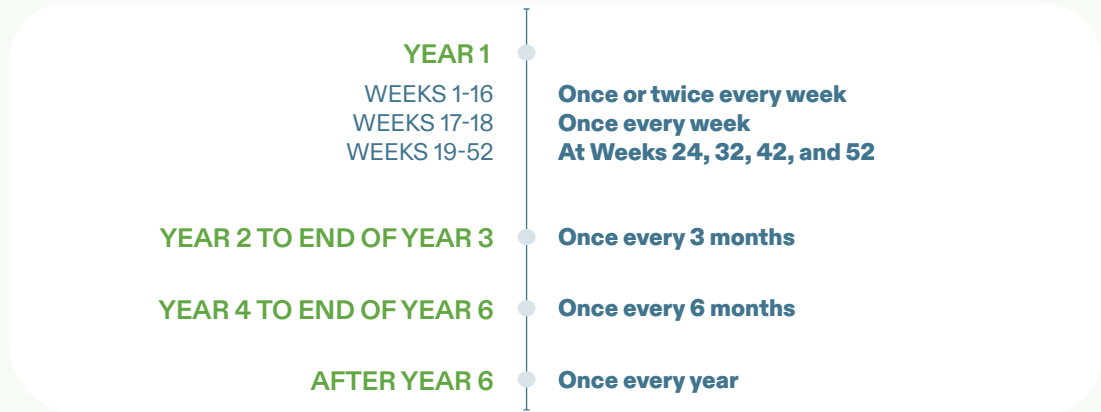 YEAR 1
WEEKS 1-16 Once or twice every week
WEEKS 17-18 Once every week
WEEKS 19-52 At Weeks 24, 32, 42, and 52
YEAR 2 TO END OF YEAR 3 Once every 3 months
YEAR 4 TO END OF YEAR 6 Once every 6 months
AFTER YEAR 6 Once every year